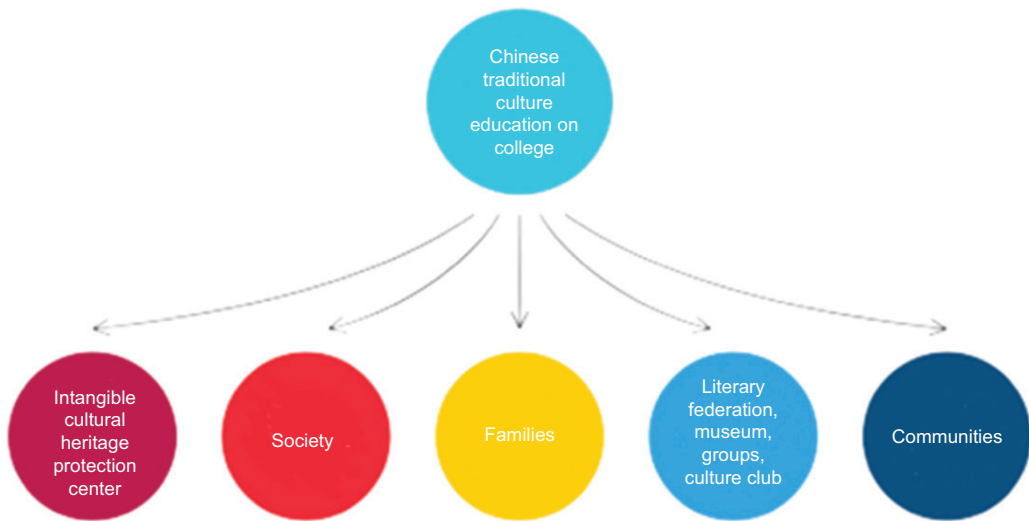 Chinese
traditional
culture
education on
college
Intangible
cultural
heritage
protection
center
Society
Families
Literary
federation,
museum,
groups,
culture club
Communities